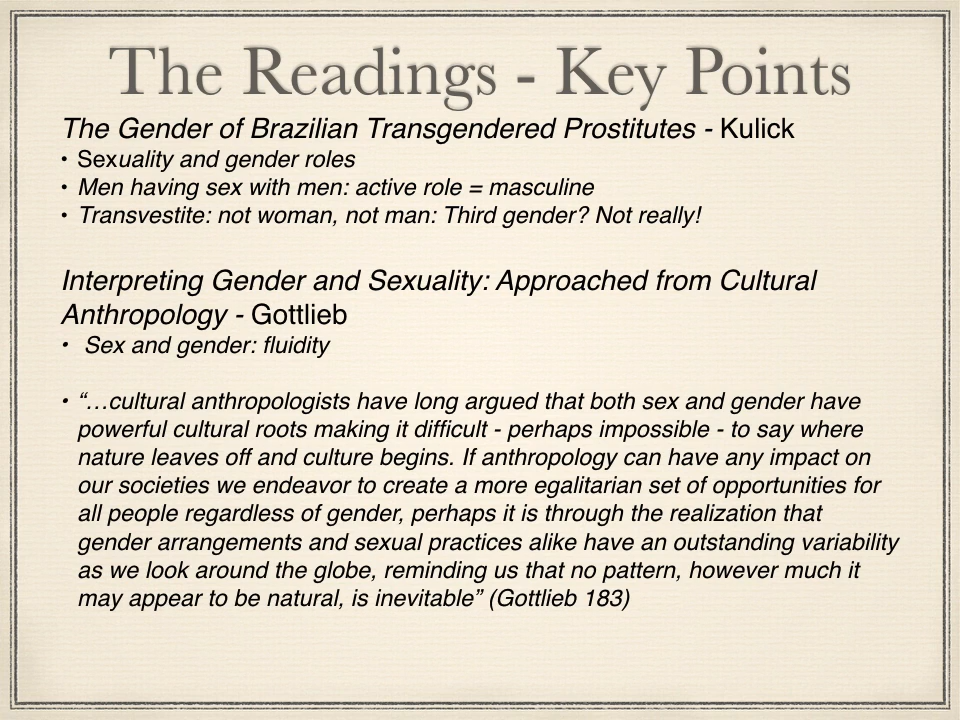 The Readings - Key Points
The Gender of Brazilian Transgendered Prostitutes - Kulick
• Sexuality and gender roles
• Men having sex with men: active role = masculine
• Transvestite: not woman, not man: Third gender? Not really!
Interpreting Gender and Sexuality: Approached from Cultural
Anthropology - Gottlieb
• Sex and gender: fluidity
• “…cultural anthropologists have long argued that both sex and gender have
powerful cultural roots making it difficult - perhaps impossible - to say where
nature leaves off and culture begins. If anthropology can have any impact on
our societies we endeavor to create a more egalitarian set of opportunities for
all people regardless of gender, perhaps it is through the realization that
gender arrangements and sexual practices alike have an outstanding variability
as we look around the globe, reminding us that no pattern, however much it
may appear to be natural, is inevitable” (Gottlieb 183)